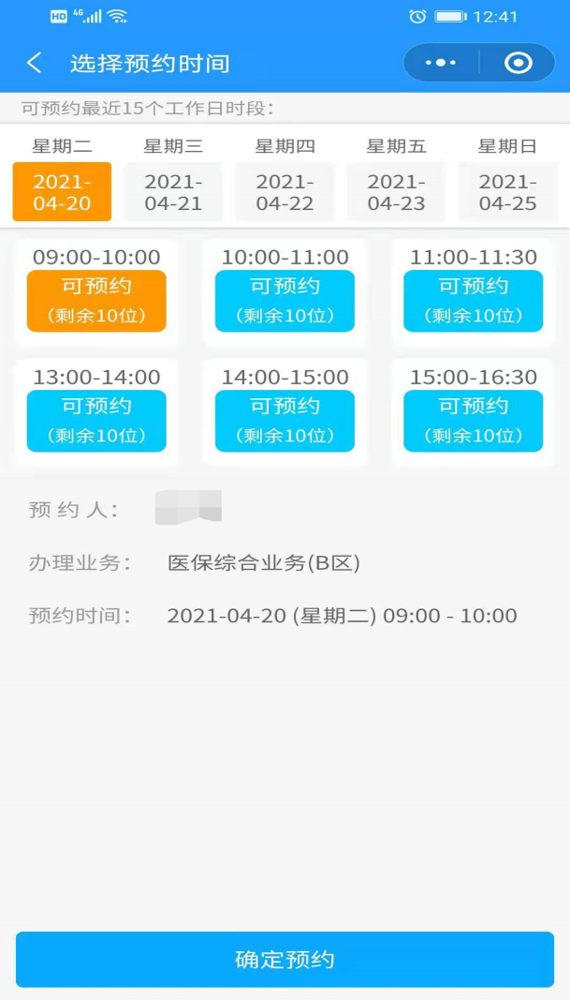 HD 4G 12:41
选择预约时间
可预约最近15个工作日时段:
星期二 星期三 星期四 星期五 星期日
2021- 2021- 2021- 2021- 2021-
04-20 04-21 04-22 04-23 04-25
09:00-10:00 10:00-11:00 11:00-11:30
可预约 可预约 可预约
(剩余10位) (剩余10位) (剩余10位)
13:00-14:00 14:00-15:00 15:00-16:30
可预约 可预约 可预约
(剩余10位) (剩余10位) (剩余10位)
预 约 人:
办理业务: 医保综合业务(B区)
预约时间: 2021-04-20 (星期二) 09:00 - 10:00
确定预约